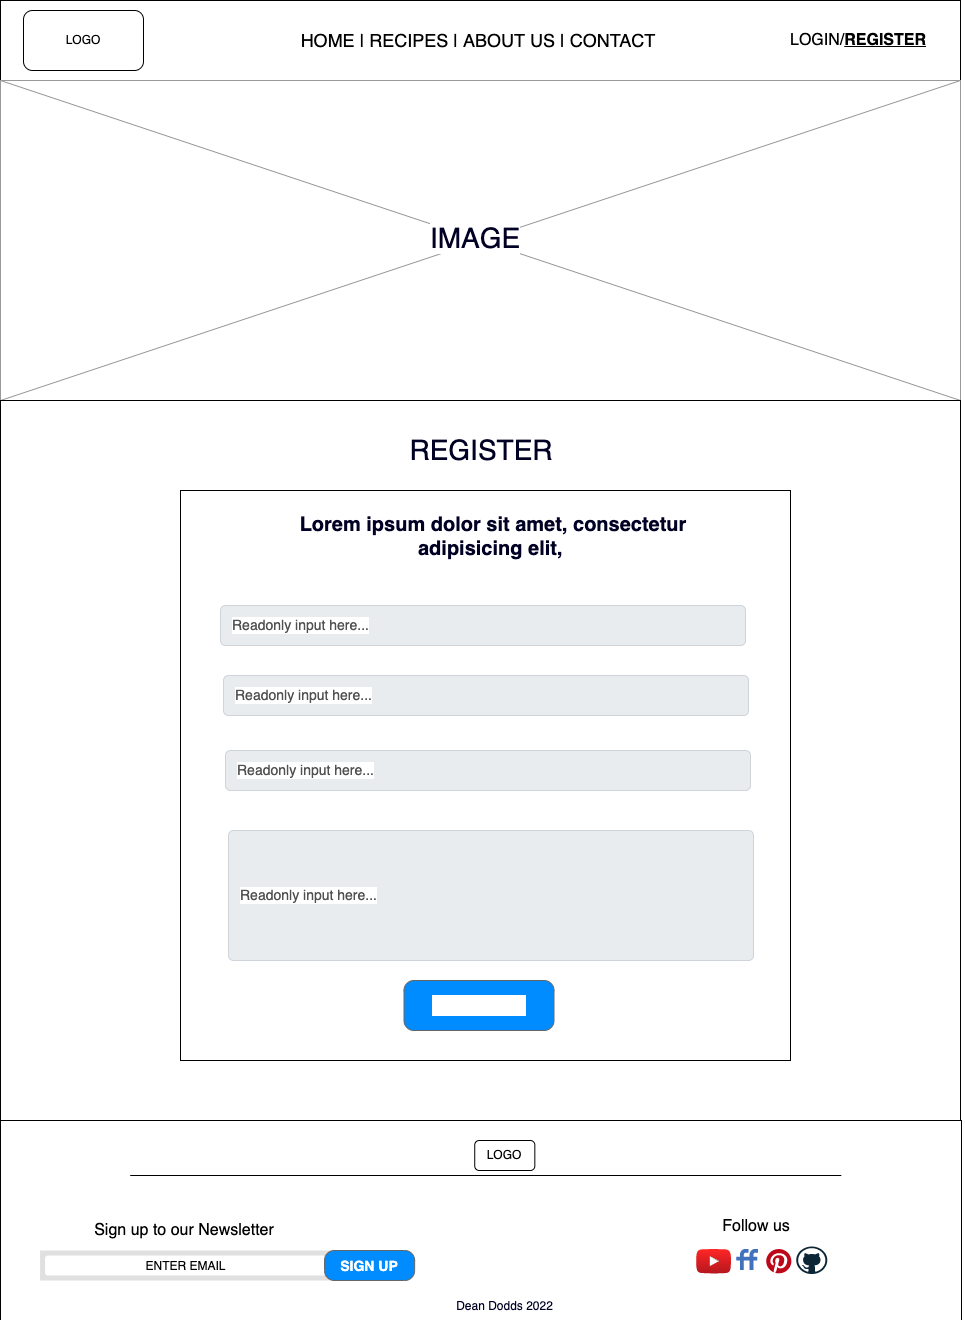 LOGO
HOME | RECIPES | ABOUT US | CONTACT
LOGIN/REGISTER
IMAGE
REGISTER
Lorem ipsum dolor sit amet, consectetur
adipisicing elit,
Readonly input here...
Readonly input here...
Readonly input here...
Readonly input here...
LOGO
Sign up to our Newsletter
Follow us
ENTER EMAIL
SIGN UP
Dean Dodds 2022